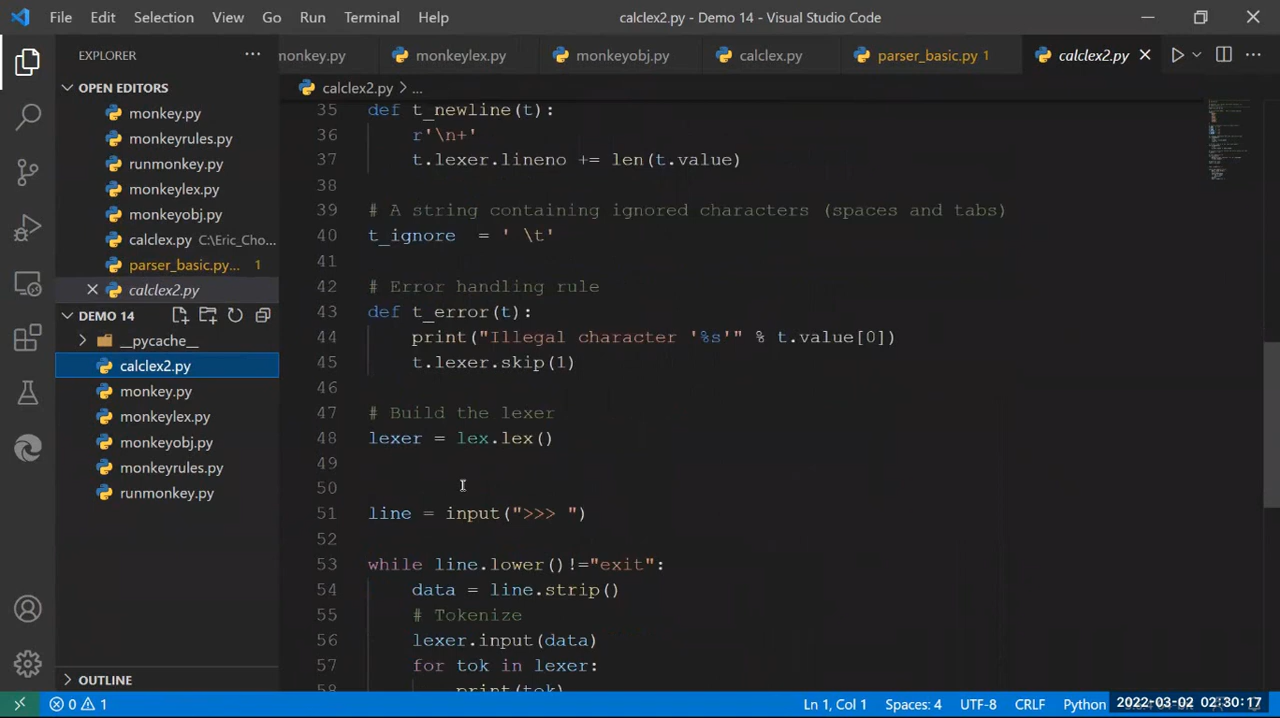 File Edit Selection View Go Run Terminal Help calclex2.py - Demo 14 - Visual Studio Code
EXPLORER
monkey.py monkeylex.py monkeyobj.py calclex.py parser_basic.py 1 calclex2.py
OPEN EDITORS
monkey.py
monkeyrules.py
runmonkey.py
monkeylex.py
monkeyobj.py
calclex.py C:\Eric_Cho...
parser_basic.py... 1
calclex2.py
DEMO 14
__pycache__
calclex2.py
monkey.py
monkeylex.py
monkeyobj.py
monkeyrules.py
runmonkey.py
OUTLINE
calclex2.py > ...
35 def t_newline(t):
36 r'\n+'
37 t.lexer.lineno += len(t.value)
38
39 # A string containing ignored characters (spaces and tabs)
40 t_ignore  = ' \t'
41
42 # Error handling rule
43 def t_error(t):
44 print("Illegal character '%s'" % t.value[0])
45 t.lexer.skip(1)
46
47 # Build the lexer
48 lexer = lex.lex()
49
50
51 line = input(">>> ")
52
53 while line.lower()!="exit":
54 data = line.strip()
55 # Tokenize
56 lexer.input(data)
57 for tok in lexer:
58 print(tok)
0 1 Ln 1, Col 1 Spaces: 4 UTF-8 CRLF Python 2022-03-02 02:30:17